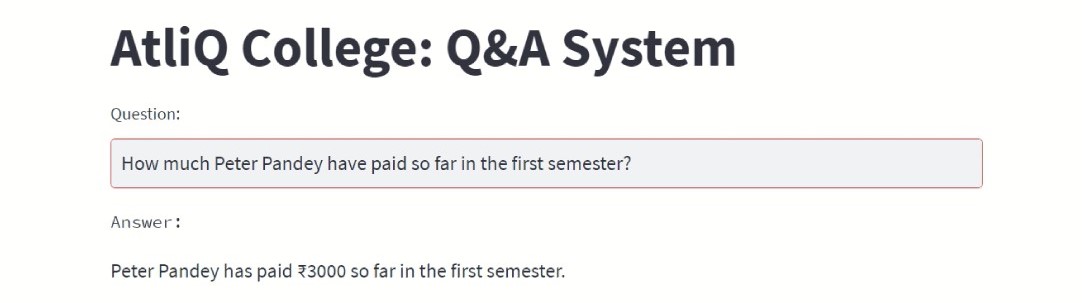 AtliQ College: Q&A System
Question:
How much Peter Pandey have paid so far in the first semester?
Answer:
Peter Pandey has paid ₹3000 so far in the first semester.